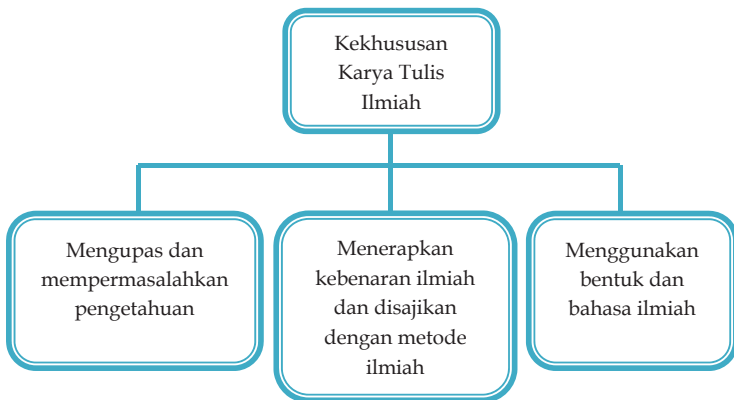 Kekhususan
Karya Tulis
Ilmiah
Mengupas dan
mempermasalahkan
pengetahuan
Menerapkan
kebenaran ilmiah
dan disajikan
dengan metode
ilmiah
Menggunakan
bentuk dan
bahasa ilmiah